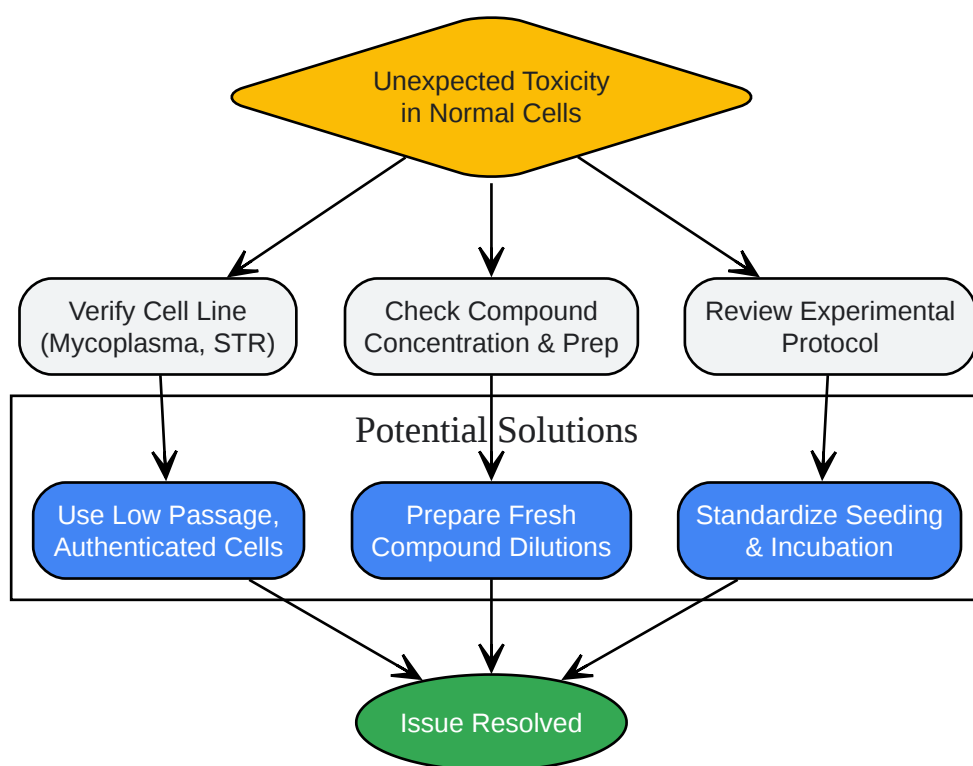 Unexpected Toxicity
in Normal Cells
Verify Cell Line
(Mycoplasma, STR)
Check Compound
Concentration & Prep
Review Experimental
Protocol
Potential Solutions
Use Low Passage,
Authenticated Cells
Prepare Fresh
Compound Dilutions
Standardize Seeding
& Incubation
Issue Resolved